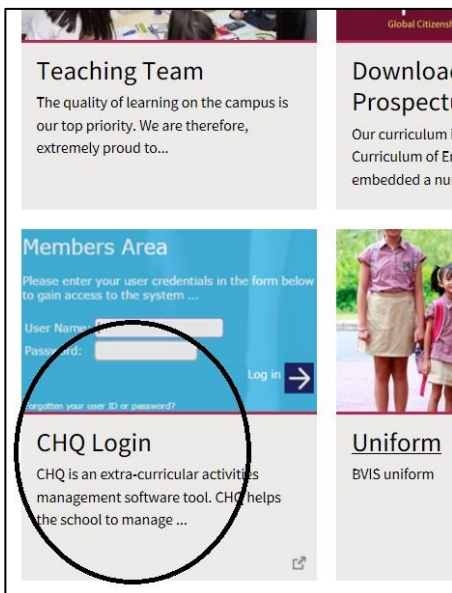 Global Citizensh
Teaching Team
The quality of learning on the campus is
our top priority. We are therefore,
extremely proud to...
Download
Prospectu
Our curriculum i
Curriculum of En
embedded a nu
Members Area
Please enter your user credentials in the form below
to gain access to the system ...
User Name:
Password:
Log in
Forgotten your user ID or password?
CHQ Login
CHQ is an extra-curricular activities
management software tool. CHQ helps
the school to manage ...
Uniform
BVIS uniform